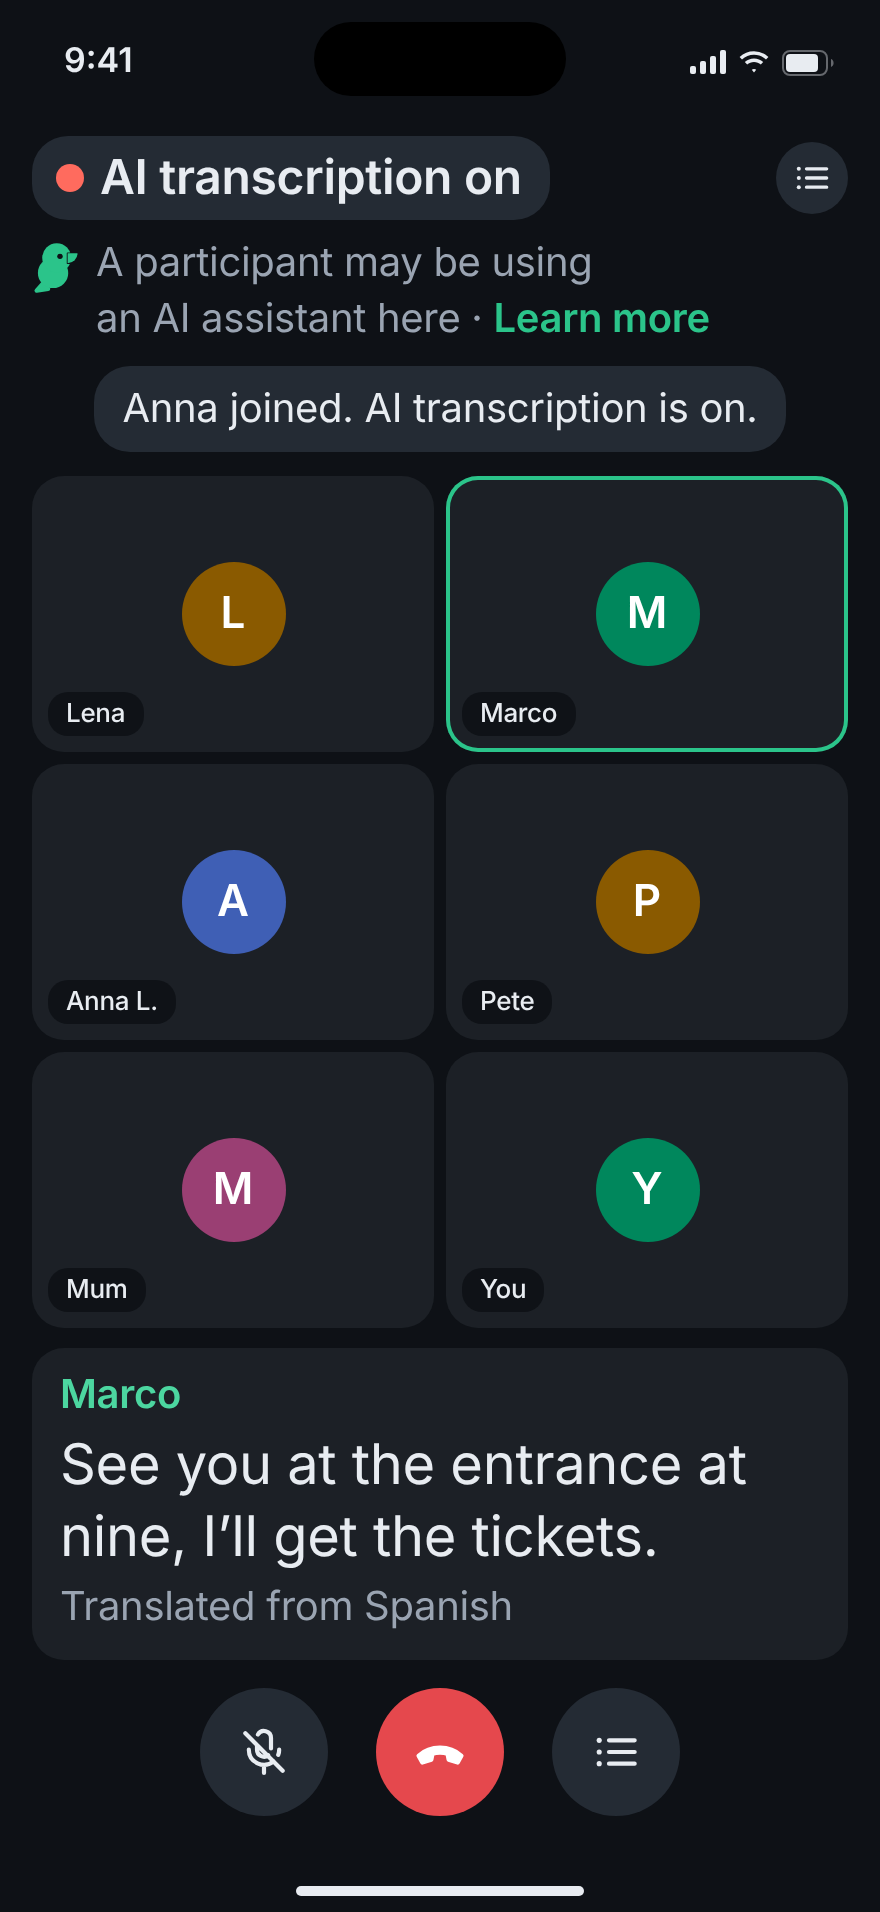 9:41
AI transcription on
A participant may be using
an AI assistant here · Learn more
Anna joined. AI transcription is on.
L
Lena
M
Marco
A
Anna L.
P
Pete
M
Mum
Y
You
Marco
See you at the entrance at
nine, I’ll get the tickets.
Translated from Spanish